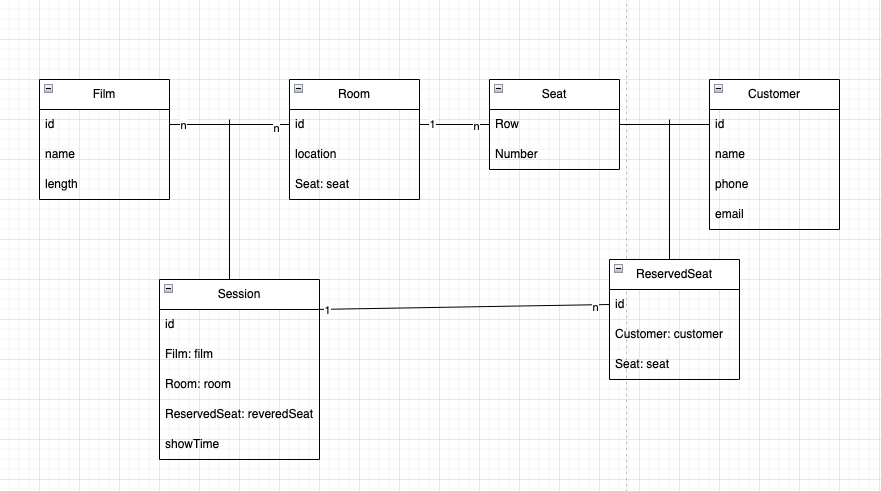 Film
id
name
length
n
n
Room
id
location
Seat: seat
1
n
Seat
Row
Number
Customer
id
name
phone
email
Session
id
Film: film
Room: room
ReservedSeat: reveredSeat
showTime
1
n
ReservedSeat
id
Customer: customer
Seat: seat